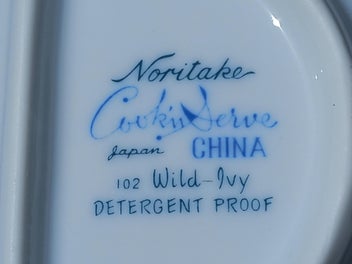 Noritake
Cook'n Serve
Japan CHINA
102 Wild-Ivy
DETERGENT PROOF